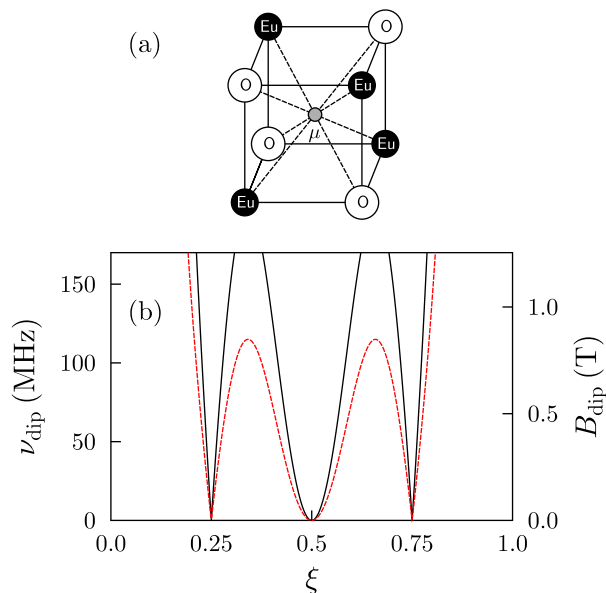 (a)
Eu
O
O
Eu
μ
O
Eu
Eu
O
(b)
150
100
50
0
ν_dip (MHz)
1.0
0.5
0.0
B_dip (T)
0.0
0.25
0.5
0.75
1.0
ξ